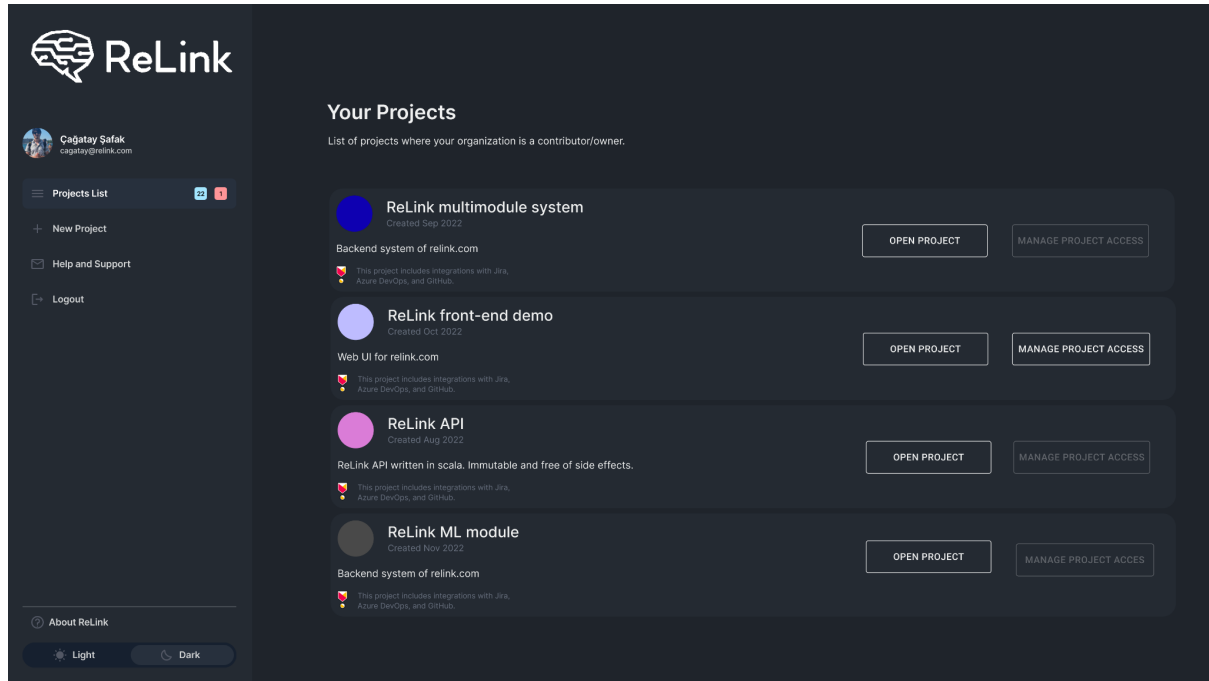 ReLink
Çağatay Şafak
cagatay@relink.com
Projects List 22 1
New Project
Help and Support
Logout
About ReLink
Light Dark
Your Projects
List of projects where your organization is a contributor/owner.
ReLink multimodule system
Created Sep 2022
Backend system of relink.com
This project includes integrations with Jira,
Azure DevOps, and GitHub.
OPEN PROJECT MANAGE PROJECT ACCESS
ReLink front-end demo
Created Oct 2022
Web UI for relink.com
This project includes integrations with Jira,
Azure DevOps, and GitHub.
OPEN PROJECT MANAGE PROJECT ACCESS
ReLink API
Created Aug 2022
ReLink API written in scala. Immutable and free of side effects.
This project includes integrations with Jira,
Azure DevOps, and GitHub.
OPEN PROJECT MANAGE PROJECT ACCESS
ReLink ML module
Created Nov 2022
Backend system of relink.com
This project includes integrations with Jira,
Azure DevOps, and GitHub.
OPEN PROJECT MANAGE PROJECT ACCES